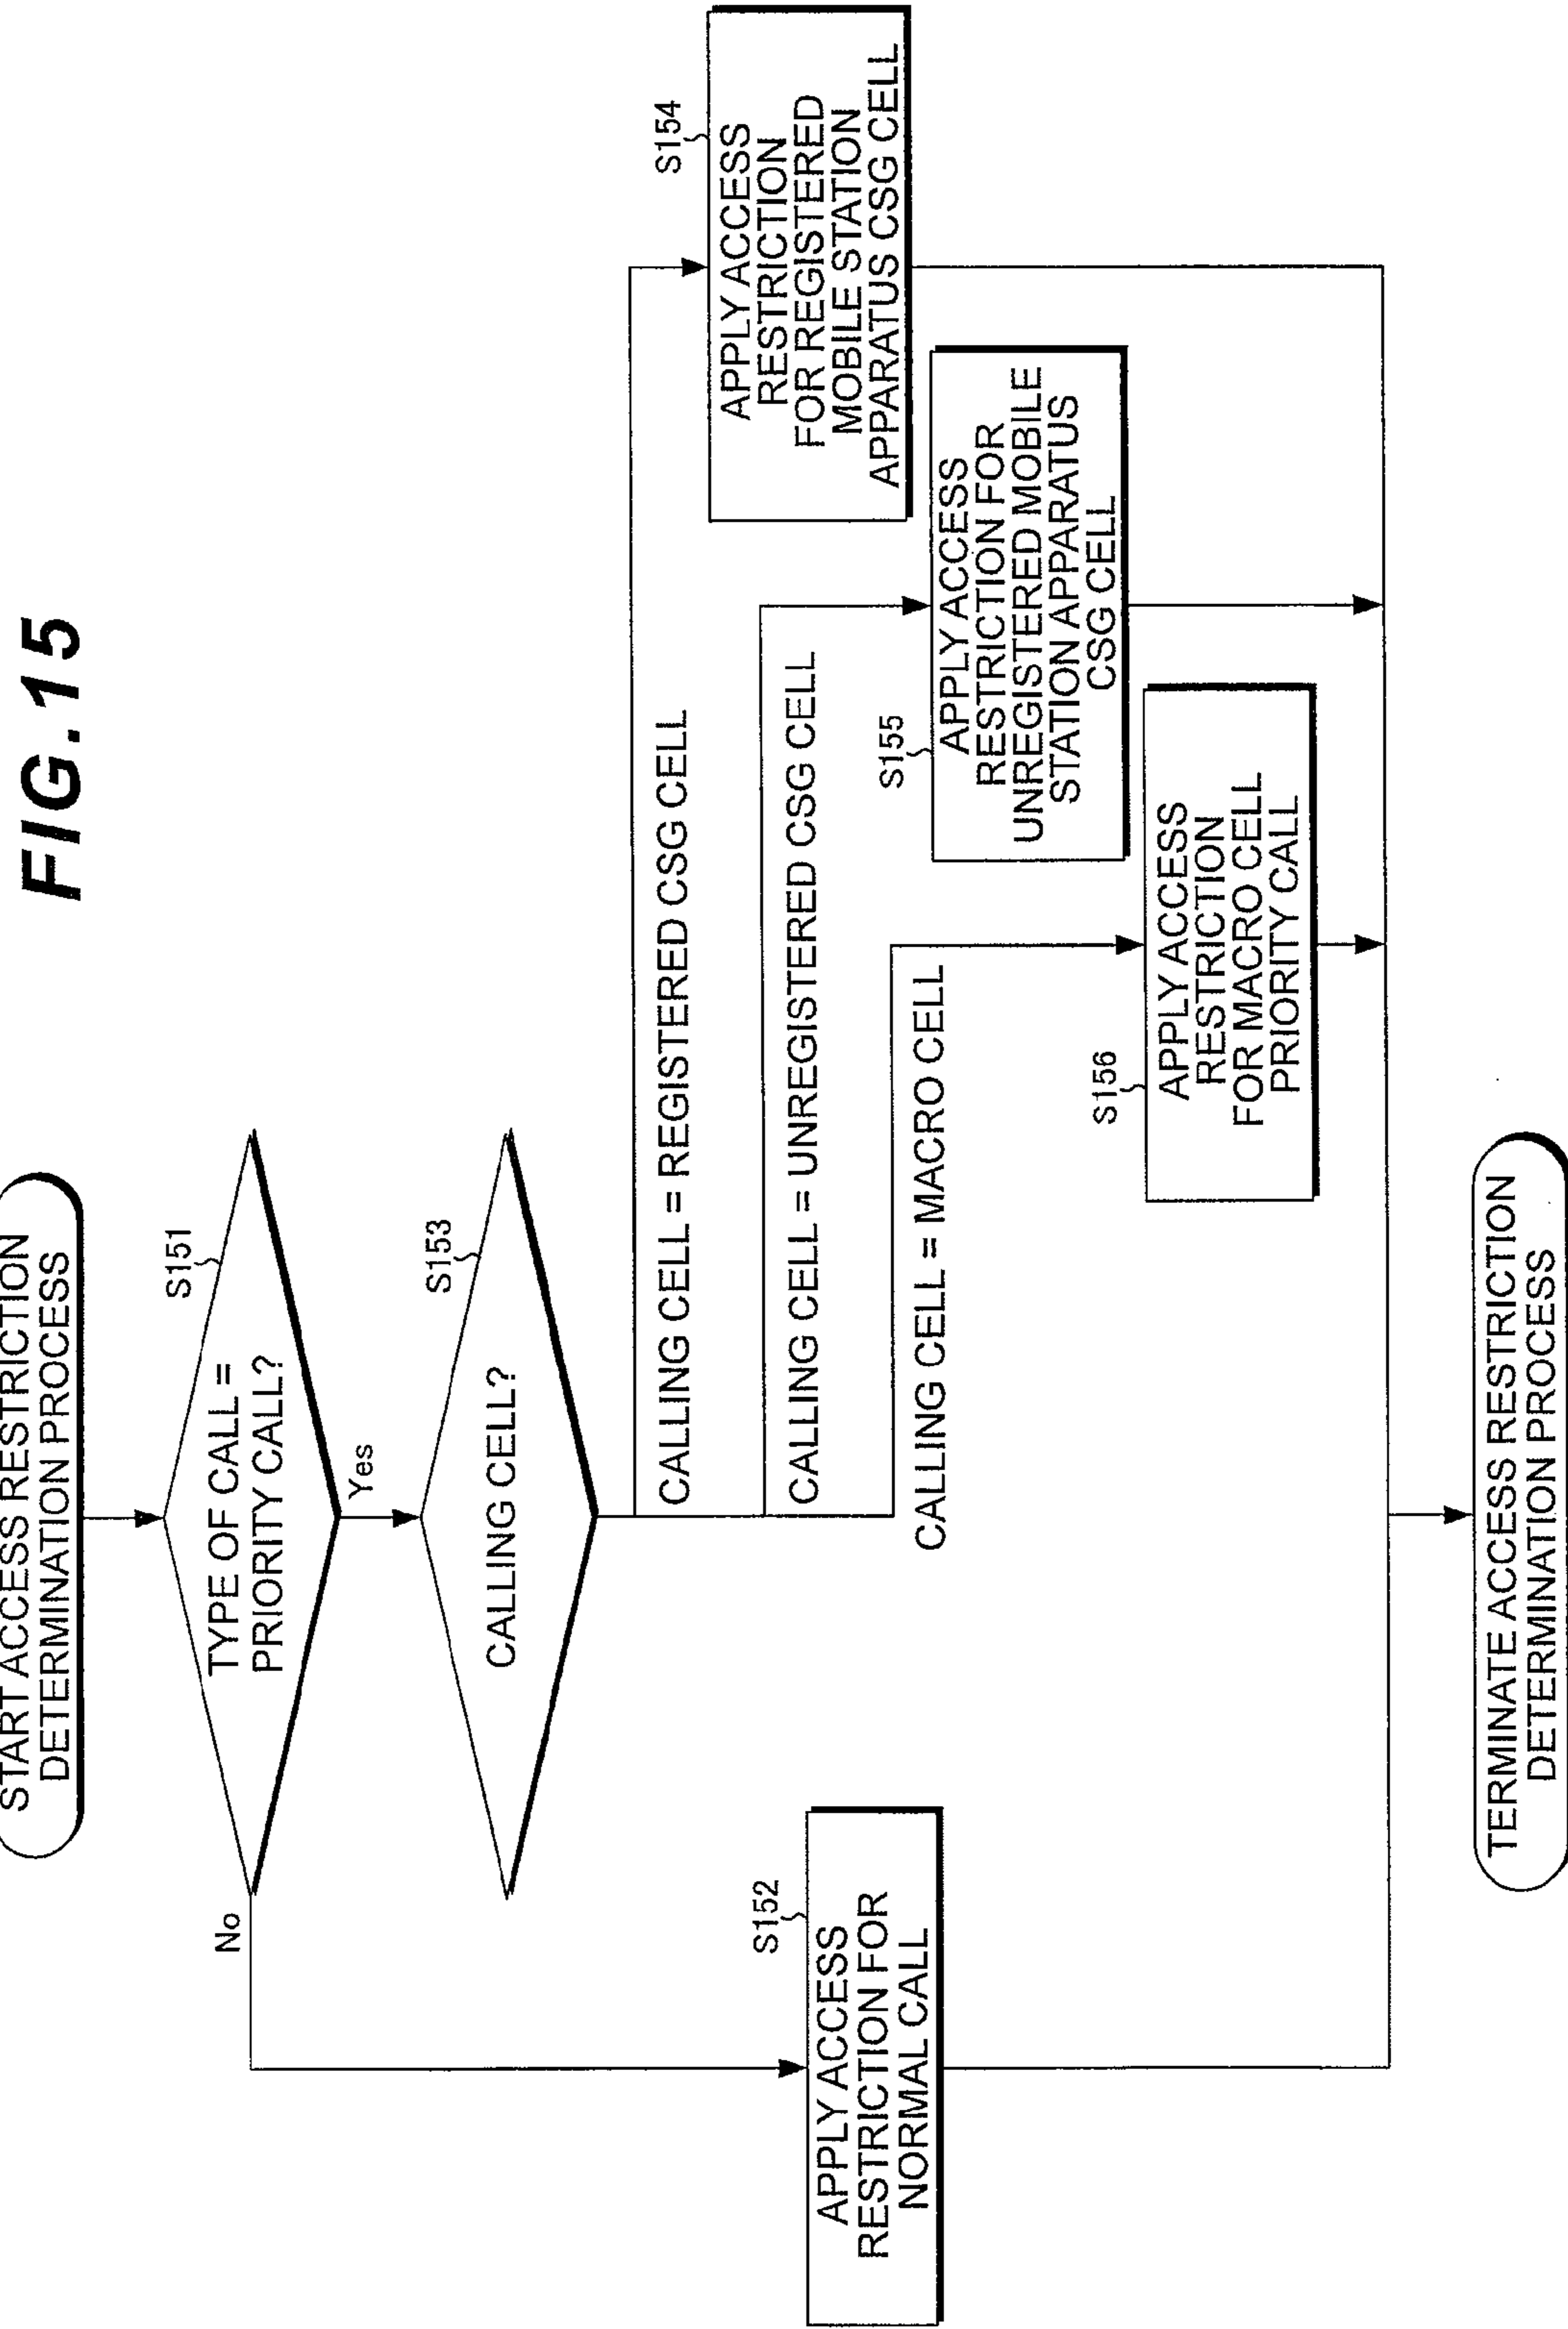 FIG.15
START ACCESS RESTRICTION
DETERMINATION PROCESS
S151
TYPE OF CALL =
PRIORITY CALL?
No
Yes
S153
CALLING CELL?
CALLING CELL = REGISTERED CSG CELL
CALLING CELL = UNREGISTERED CSG CELL
CALLING CELL = MACRO CELL
S152
APPLY ACCESS
RESTRICTION FOR
NORMAL CALL
S156
APPLY ACCESS
RESTRICTION
FOR MACRO CELL
PRIORITY CALL
S155
APPLY ACCESS
RESTRICTION FOR
UNREGISTERED MOBILE
STATION APPARATUS
CSG CELL
S154
APPLY ACCESS
RESTRICTION
FOR REGISTERED
MOBILE STATION
APPARATUS CSG CELL
TERMINATE ACCESS RESTRICTION
DETERMINATION PROCESS